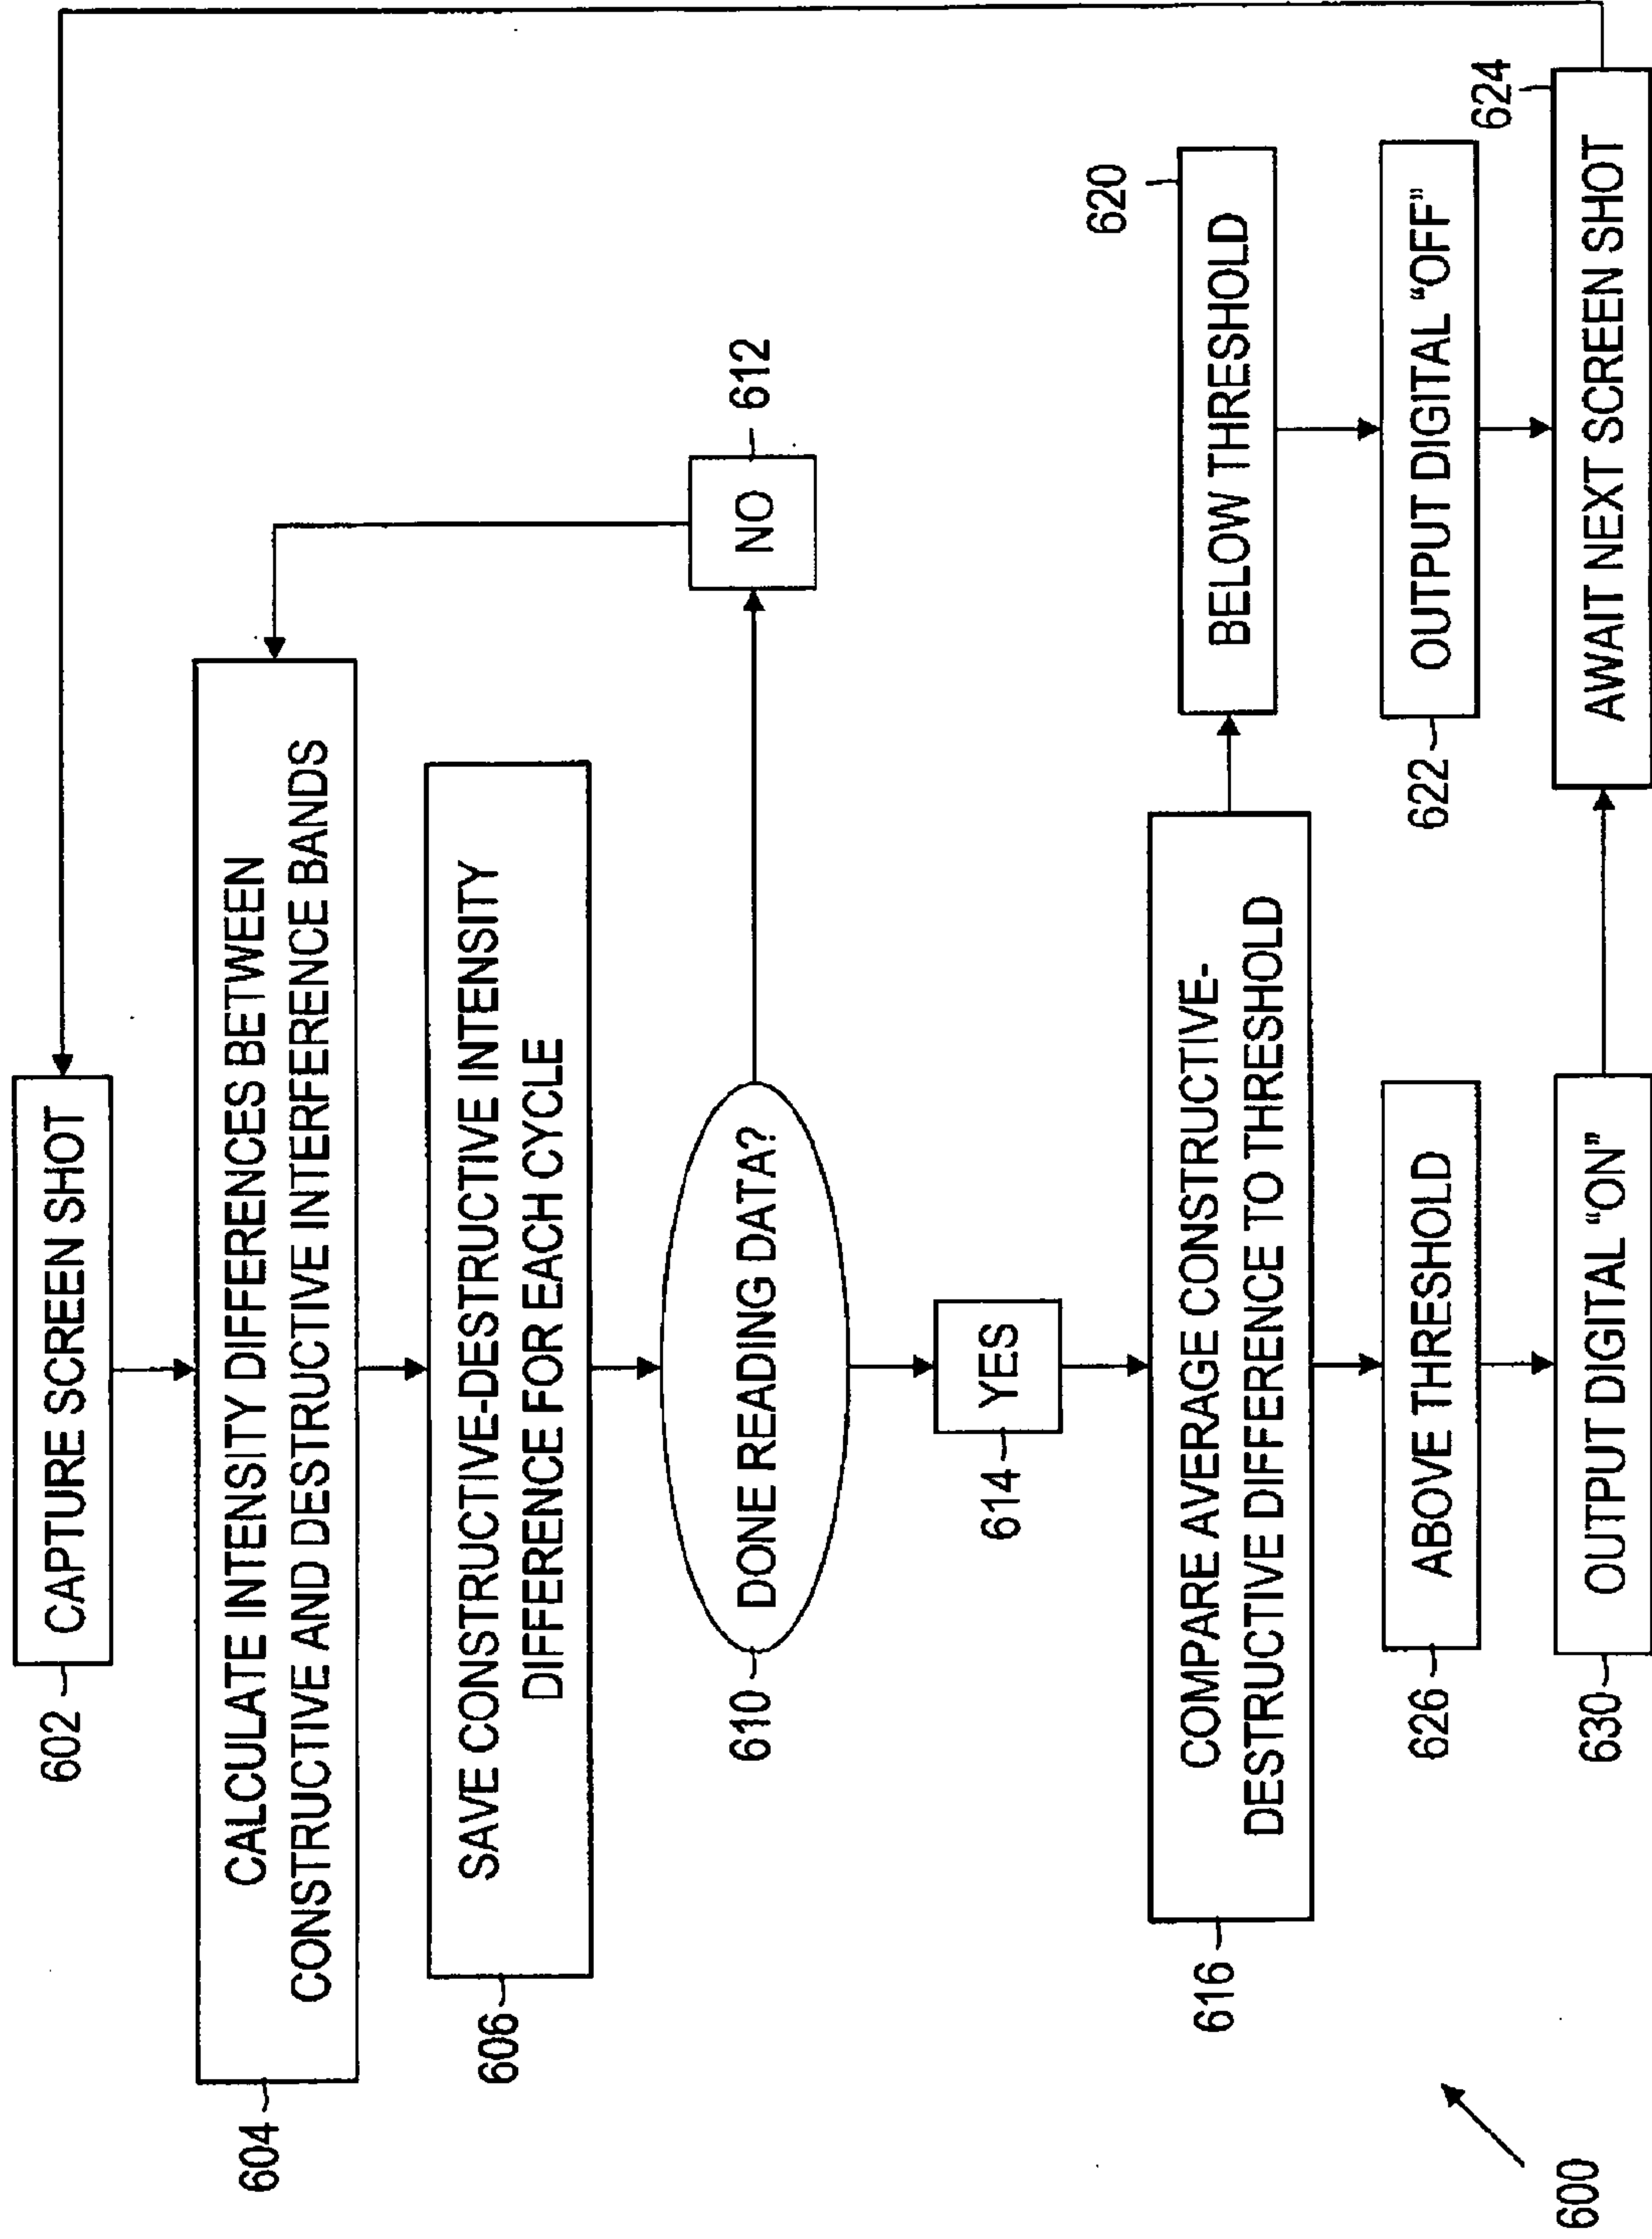 602
CAPTURE SCREEN SHOT
604
CALCULATE INTENSITY DIFFERENCES BETWEEN
CONSTRUCTIVE AND DESTRUCTIVE INTERFERENCE BANDS
606
SAVE CONSTRUCTIVE-DESTRUCTIVE INTENSITY
DIFFERENCE FOR EACH CYCLE
610
DONE READING DATA?
NO
612
614
YES
616
COMPARE AVERAGE CONSTRUCTIVE-
DESTRUCTIVE DIFFERENCE TO THRESHOLD
BELOW THRESHOLD
620
626
ABOVE THRESHOLD
622
OUTPUT DIGITAL “OFF”
630
OUTPUT DIGITAL “ON”
AWAIT NEXT SCREEN SHOT
624
600